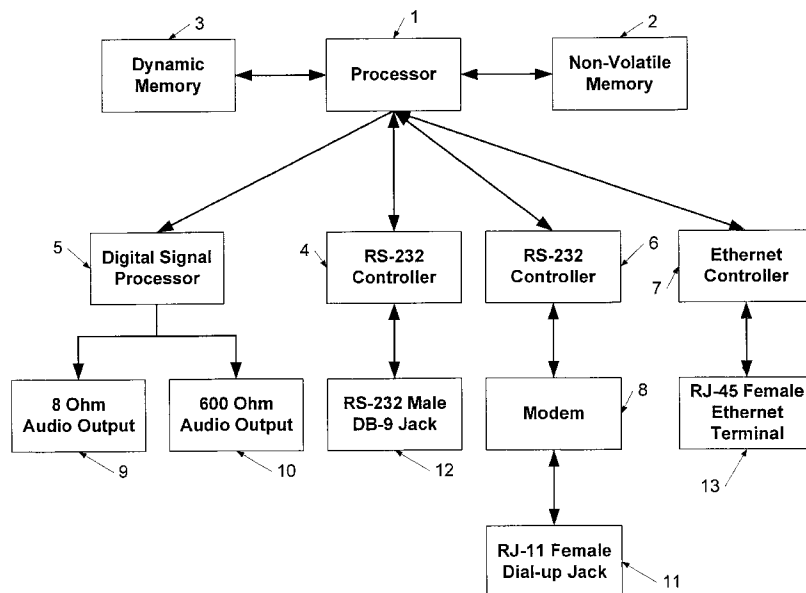 3
1
2
Dynamic
Memory
Processor
Non-Volatile
Memory
5
Digital Signal
Processor
4
RS-232
Controller
RS-232
Controller
6
Ethernet
Controller
7
8 Ohm
Audio Output
600 Ohm
Audio Output
RS-232 Male
DB-9 Jack
Modem
8
RJ-45 Female
Ethernet
Terminal
9
10
12
13
RJ-11 Female
Dial-up Jack
11